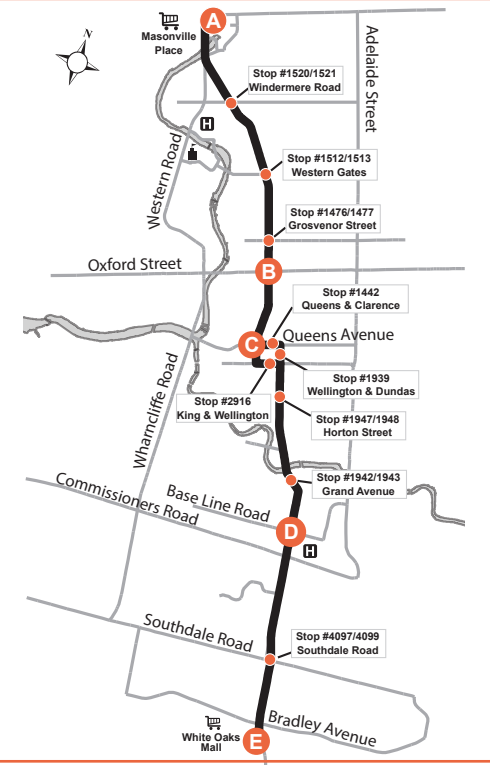 A
Masonville
Place
N
Adelaide Street
Stop #1520/1521
Windermere Road
H
Western Road
Stop #1512/1513
Western Gates
Stop #1476/1477
Grosvenor Street
Oxford Street
B
Stop #1442
Queens & Clarence
C
Queens Avenue
Stop #1939
Wellington & Dundas
Stop #2916
King & Wellington
Wharncliffe Road
Stop #1947/1948
Horton Street
Stop #1942/1943
Grand Avenue
Commissioners Road
Base Line Road
D
H
Southdale Road
Stop #4097/4099
Southdale Road
Bradley Avenue
White Oaks
Mall
E